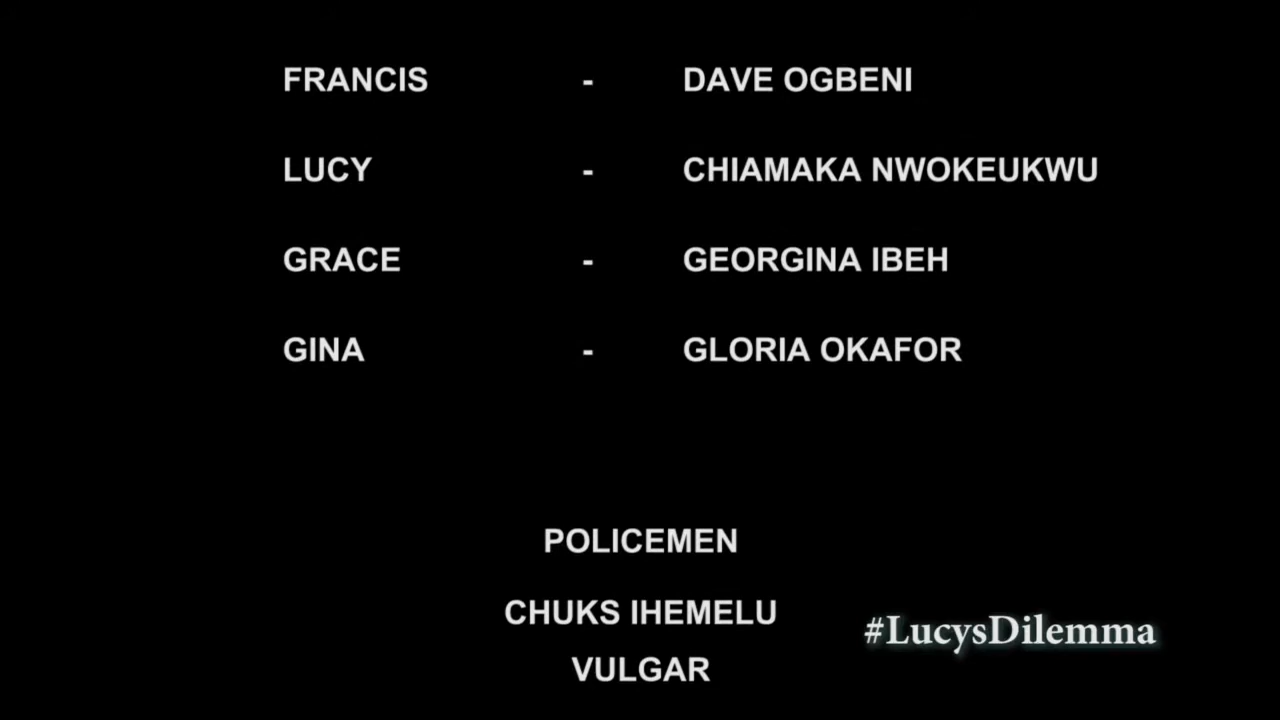 FRANCIS - DAVE OGBENI
LUCY - CHIAMAKA NWOKEUKWU
GRACE - GEORGINA IBEH
GINA - GLORIA OKAFOR
POLICEMEN
CHUKS IHEMELU
#LucysDilemma
VULGAR